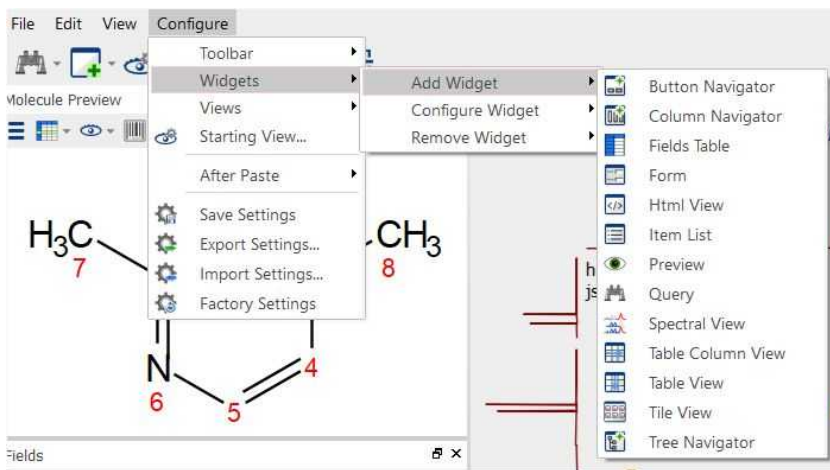 File Edit View Configure
Toolbar
Widgets
Views
Starting View...
After Paste
Save Settings
Export Settings...
Import Settings...
Factory Settings
Add Widget
Configure Widget
Remove Widget
Button Navigator
Column Navigator
Fields Table
Form
Html View
Item List
Preview
Query
Spectral View
Table Column View
Table View
Tile View
Tree Navigator
Molecule Preview
H3C
7
CH3
8
N
6
5
4
h
js
Fields